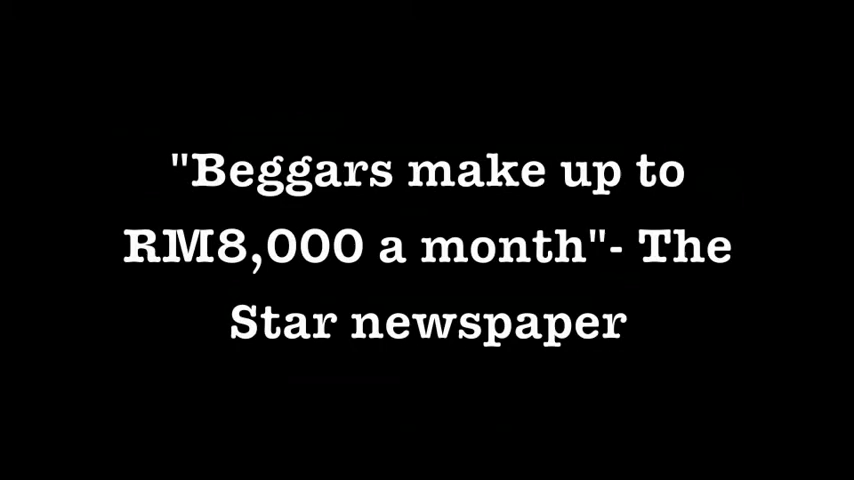 "Beggars make up to
RM8,000 a month"- The
Star newspaper